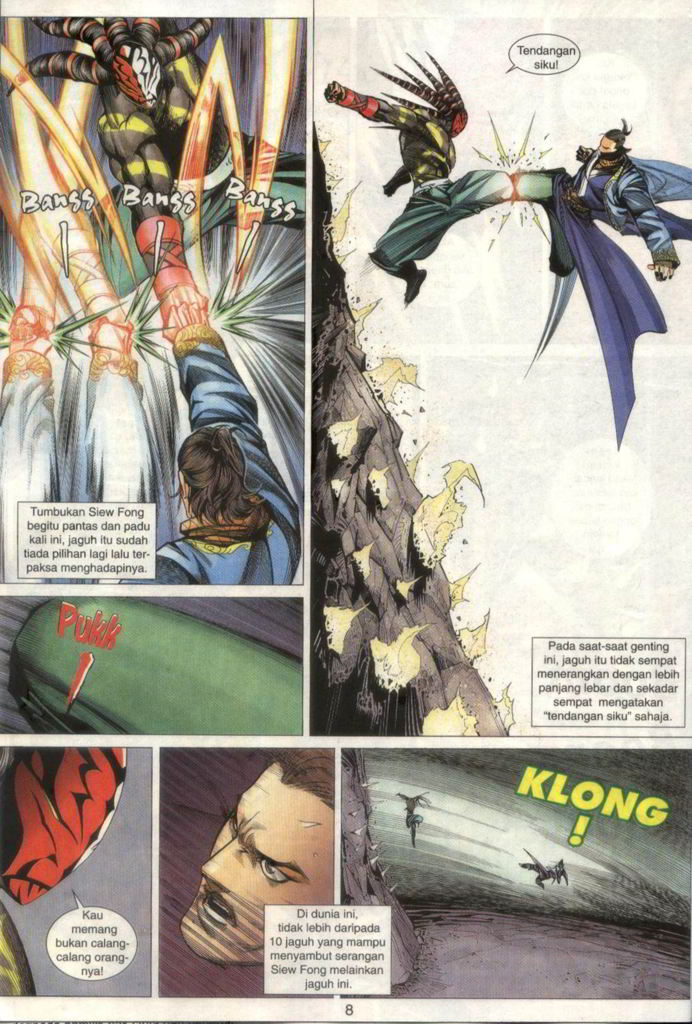 Bangs
!
Bangs
!
Bangs
!
Tumbukan Siew Fong
begitu pantas dan padu
kali ini, jaguh itu sudah
tiada pilihan lagi lalu ter-
paksa menghadapinya.
Tendangan
siku!
Pada saat-saat genting
ini, jaguh itu tidak sempat
menerangkan dengan lebih
panjang lebar dan sekadar
sempat mengatakan
"tendangan siku" sahaja.
Pukk
!
Kau
memang
bukan calang-
calang orang-
nya!
Di dunia ini,
tidak lebih daripada
10 jaguh yang mampu
menyambut serangan
Siew Fong melainkan
jaguh ini.
KLONG
!
8